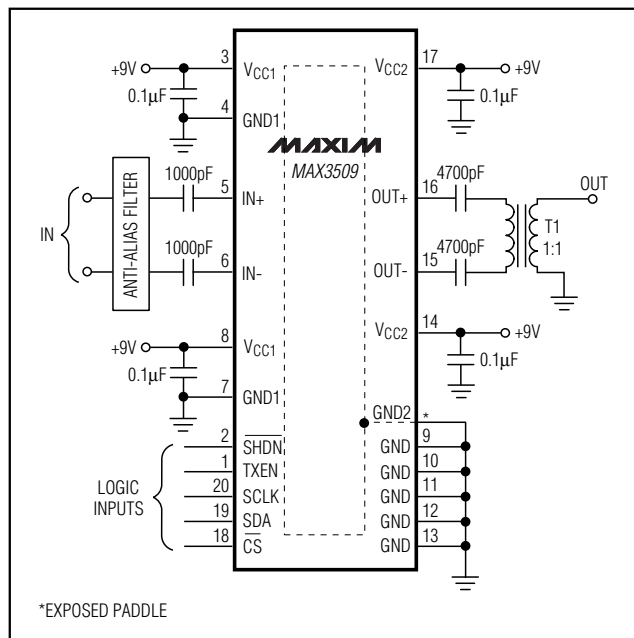 3
17
+9V
VCC1
VCC2
+9V
0.1µF
0.1µF
4
GND1
MAXIM
MAX3509
1000pF
4700pF
5
IN+
OUT+
16
OUT
IN
ANTI-ALIAS FILTER
T1
1:1
1000pF
4700pF
6
IN-
OUT-
15
8
14
+9V
VCC1
VCC2
+9V
0.1µF
0.1µF
7
GND1
GND2
*
2
SHDN
GND
9
1
TXEN
GND
10
LOGIC
INPUTS
20
SCLK
GND
11
19
SDA
GND
12
18
CS
GND
13
*EXPOSED PADDLE